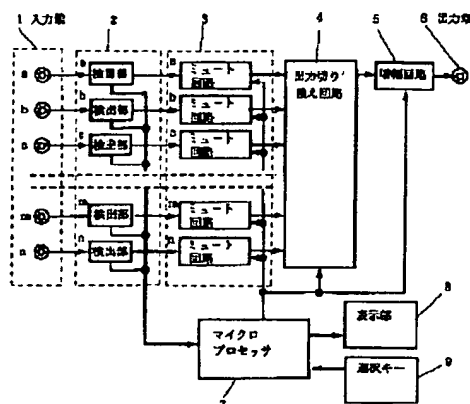 1 入力端
2
3
4
5
6 出力端
a
a
検出部
a
ミュート
回路
出力切り
換え回路
増幅回路
b
b
検出部
b
ミュート
回路
検出部
ミュート
回路
m
m
検出部
m
ミュート
回路
n
n
検出部
n
ミュート
回路
マイクロ
プロセッサ
7
表示部
8
選択キー
9